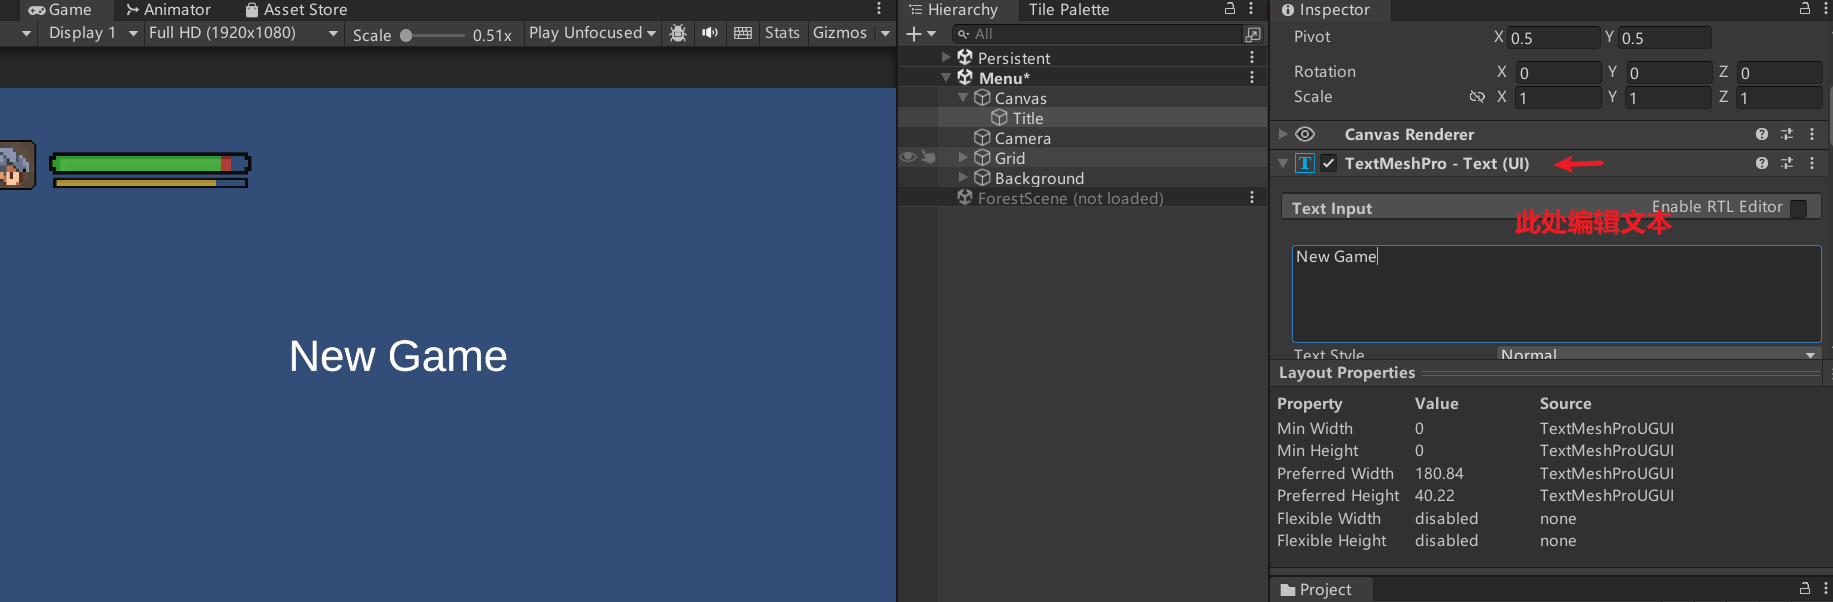 Game Animator Asset Store
Display 1 Full HD (1920x1080) Scale 0.51x Play Unfocused Stats Gizmos
New Game
Hierarchy Tile Palette
All
Persistent
Menu*
Canvas
Title
Camera
Grid
Background
ForestScene (not loaded)
Inspector
Pivot X 0.5 Y 0.5
Rotation X 0 Y 0 Z 0
Scale X 1 Y 1 Z 1
Canvas Renderer
TextMeshPro - Text (UI)
Text Input Enable RTL Editor
此处编辑文本
New Game
Text Style Normal
Layout Properties
Property Value Source
Min Width 0 TextMeshProUGUI
Min Height 0 TextMeshProUGUI
Preferred Width 180.84 TextMeshProUGUI
Preferred Height 40.22 TextMeshProUGUI
Flexible Width disabled none
Flexible Height disabled none
Project